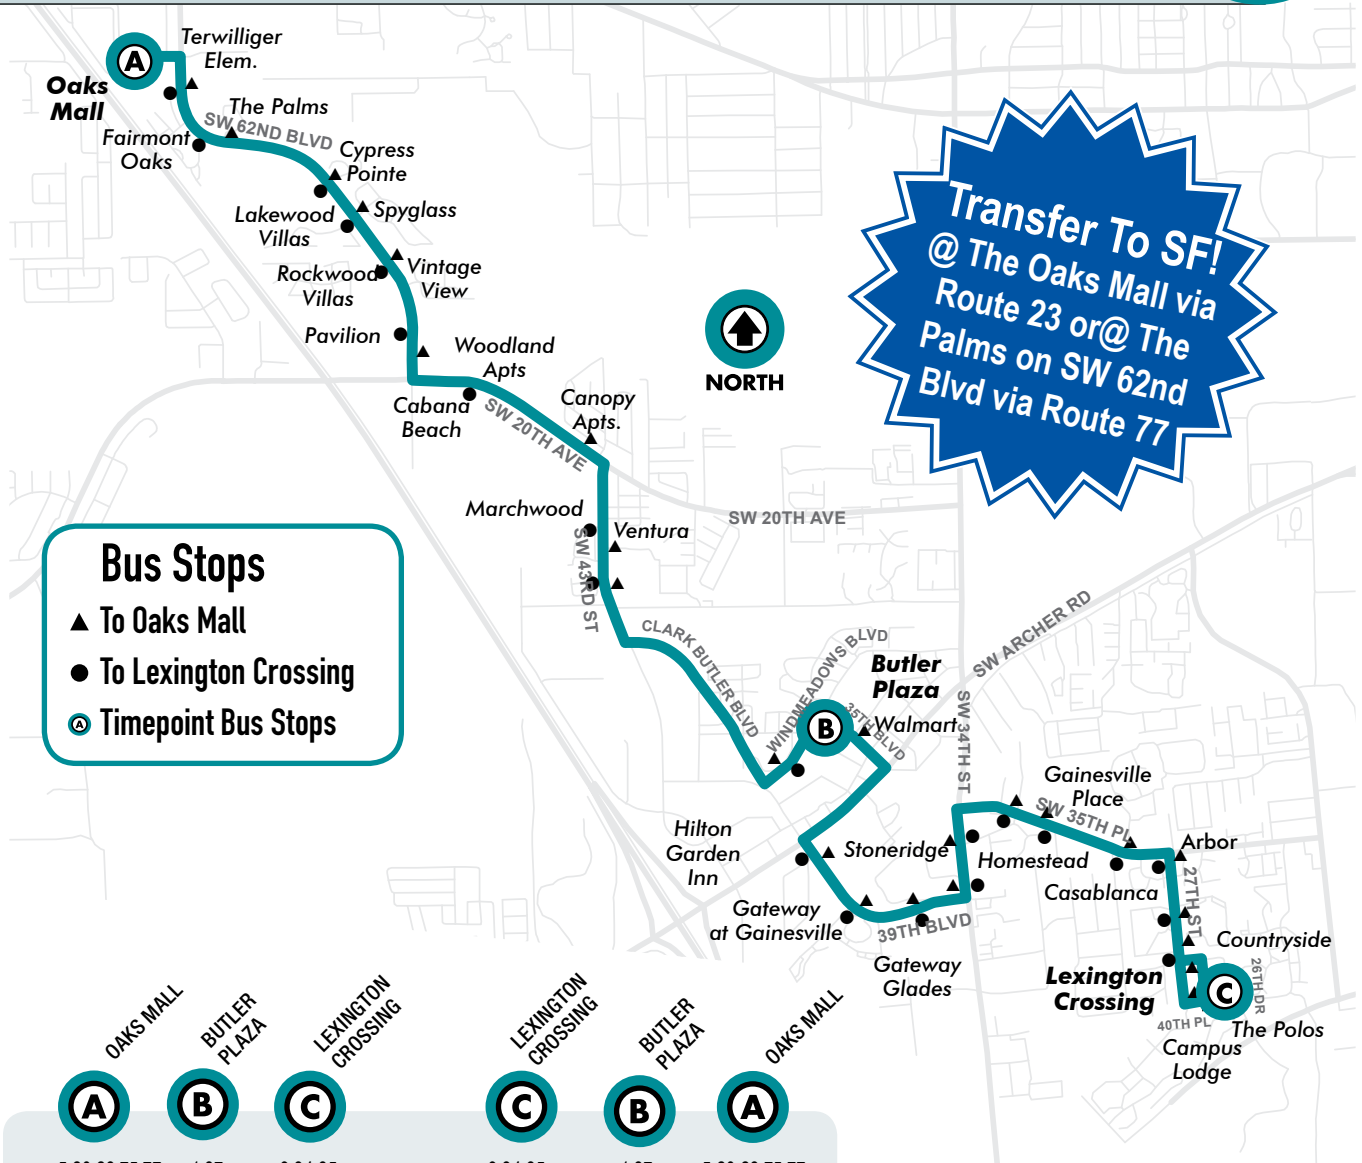 A
Terwilliger
Elem.
Oaks
Mall
The Palms
SW 62ND BLVD
Fairmont
Oaks
Cypress
Pointe
Lakewood
Villas
Spyglass
Rockwood
Villas
Vintage
View
Pavilion
Woodland
Apts
Cabana
Beach
SW 20TH AVE
Canopy
Apts.
NORTH
Transfer To SF!
@ The Oaks Mall via
Route 23 or@ The
Palms on SW 62nd
Blvd via Route 77
Marchwood
Ventura
SW 43RD ST
SW 20TH AVE
Bus Stops
To Oaks Mall
To Lexington Crossing
A Timepoint Bus Stops
CLARK BUTLER BLVD
WINDMEADOWS BLVD
SW ARCHER RD
Butler
Plaza
B
35TH BLVD
Walmart
SW 34TH ST
Hilton
Garden
Inn
Stoneridge
Gainesville
Place
SW 35TH PL
Homestead
Arbor
Casablanca
27TH ST
Gateway
at Gainesville
39TH BLVD
Gateway
Glades
Countryside
Lexington
Crossing
C
26TH DR
40TH PL
The Polos
Campus
Lodge
OAKS MALL
BUTLER
PLAZA
LEXINGTON
CROSSING
LEXINGTON
CROSSING
BUTLER
PLAZA
OAKS MALL
A B C C B A